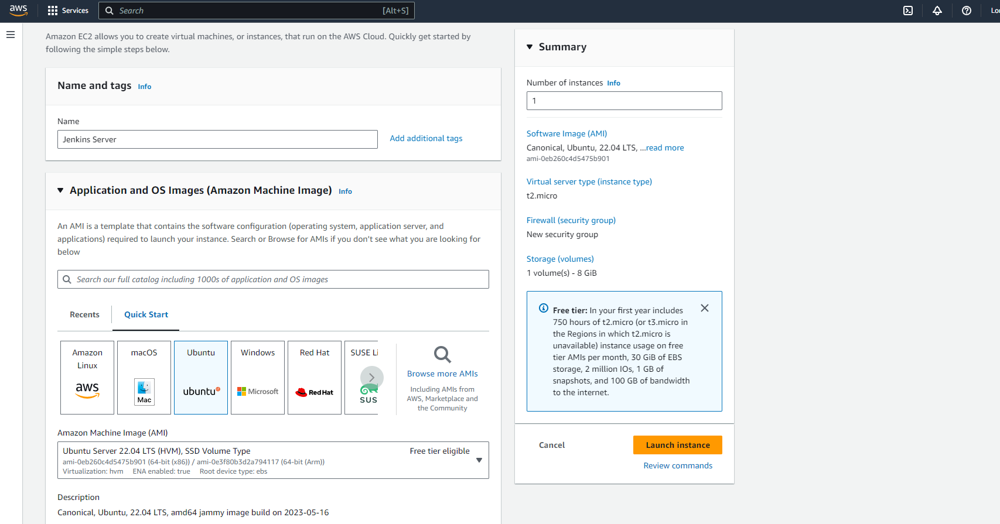 aws
Services
Search
[Alt+S]
Lo
Amazon EC2 allows you to create virtual machines, or instances, that run on the AWS Cloud. Quickly get started by
following the simple steps below.
Name and tags Info
Name
Jenkins Server
Add additional tags
Application and OS Images (Amazon Machine Image) Info
An AMI is a template that contains the software configuration (operating system, application server, and
applications) required to launch your instance. Search or Browse for AMIs if you don't see what you are looking for
below
Search our full catalog including 1000s of application and OS images
Recents
Quick Start
Amazon
Linux
aws
macOS
Mac
Ubuntu
ubuntu
Windows
Microsoft
Red Hat
RedHat
SUSE Li
SUS
Browse more AMIs
Including AMIs from
AWS, Marketplace and
the Community
Amazon Machine Image (AMI)
Ubuntu Server 22.04 LTS (HVM), SSD Volume Type
Free tier eligible
ami-0eb260c4d5475b901 (64-bit (x86)) / ami-0e3f80b3d2a794117 (64-bit (Arm))
Virtualization: hvm ENA enabled: true Root device type: ebs
Description
Canonical, Ubuntu, 22.04 LTS, amd64 jammy image build on 2023-05-16
Summary
Number of instances Info
1
Software Image (AMI)
Canonical, Ubuntu, 22.04 LTS, ...read more
ami-0eb260c4d5475b901
Virtual server type (instance type)
t2.micro
Firewall (security group)
New security group
Storage (volumes)
1 volume(s) - 8 GiB
Free tier: In your first year includes
750 hours of t2.micro (or t3.micro in
the Regions in which t2.micro is
unavailable) instance usage on free
tier AMIs per month, 30 GiB of EBS
storage, 2 million IOs, 1 GB of
snapshots, and 100 GB of bandwidth
to the internet.
Cancel
Launch instance
Review commands